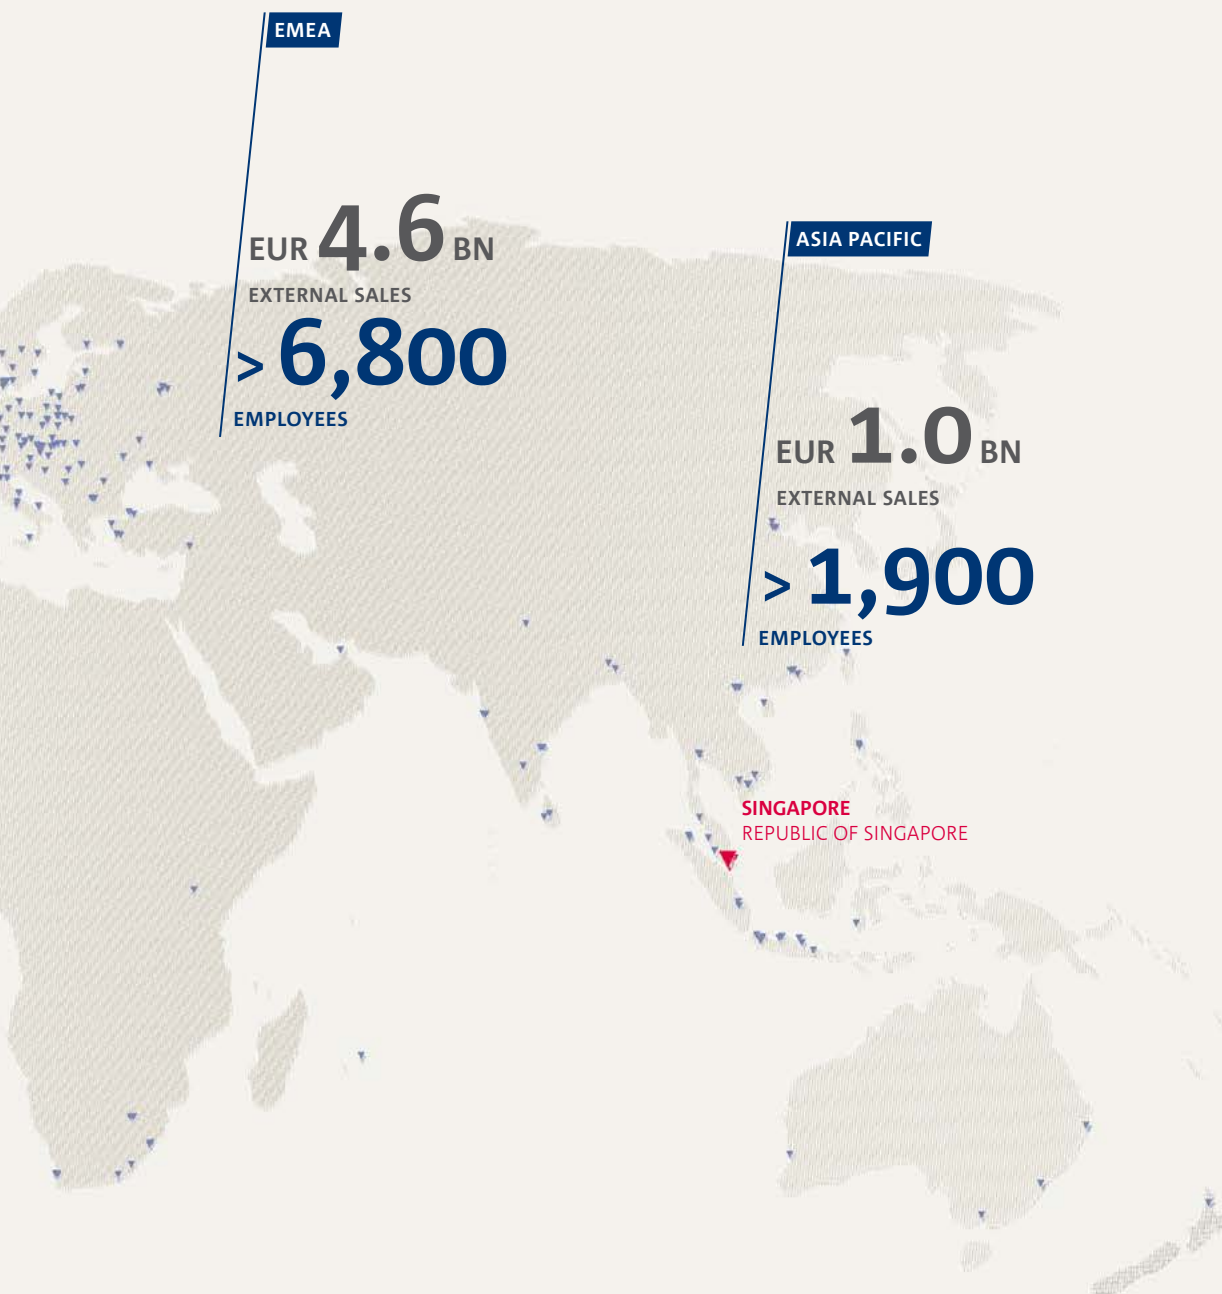 EMEA
EUR 4.6 BN
EXTERNAL SALES
> 6,800
EMPLOYEES
ASIA PACIFIC
EUR 1.0 BN
EXTERNAL SALES
> 1,900
EMPLOYEES
SINGAPORE
REPUBLIC OF SINGAPORE